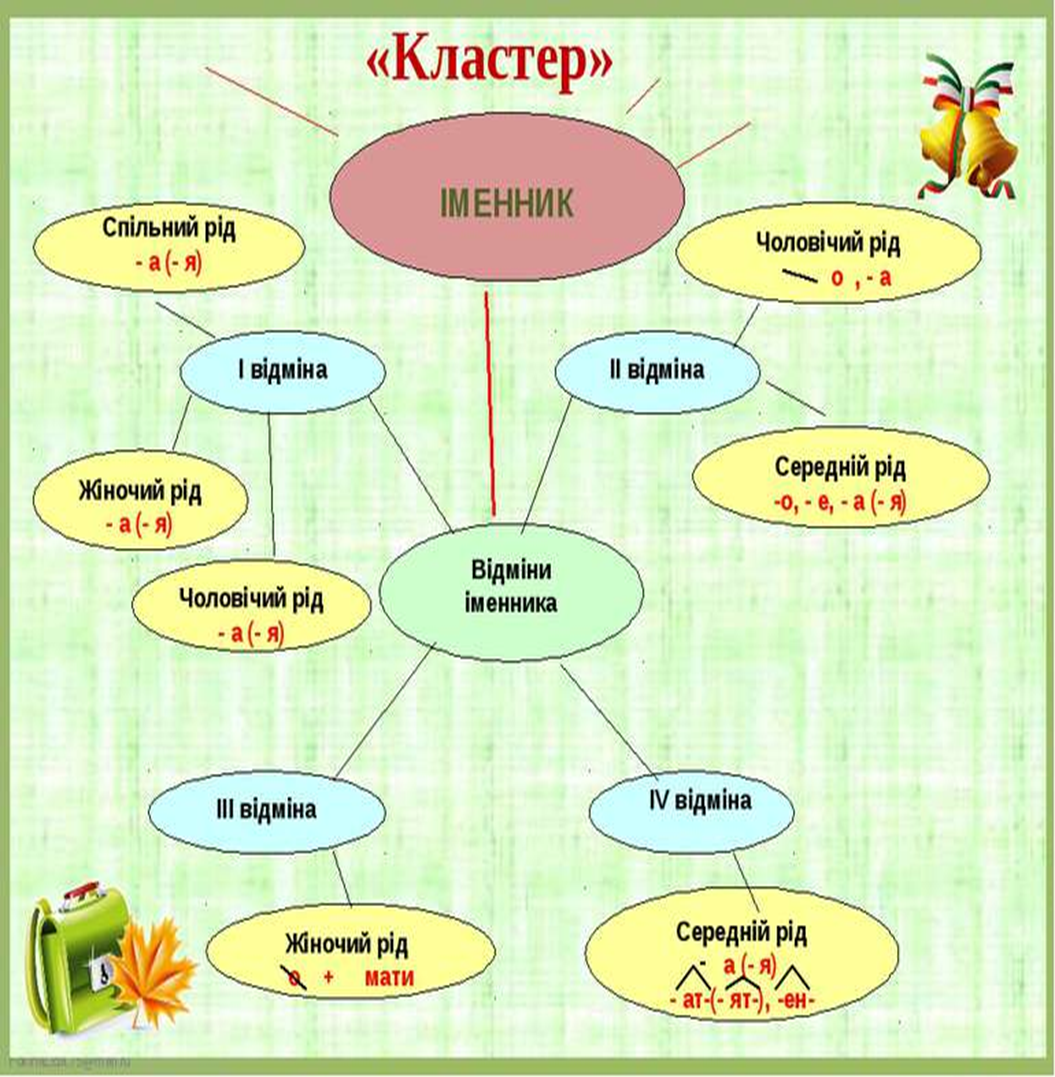 «Кластер»
ІМЕННИК
Спільний рід
- а (- я)
Чоловічий рід
о , - а
І відміна
ІІ відміна
Жіночий рід
- а (- я)
Середній рід
-о, - е, - а (- я)
Чоловічий рід
- а (- я)
Відміни
іменника
ІІІ відміна
IV відміна
Жіночий рід
о + мати
Середній рід
- а (- я)
- ат-(- ят-), -ен-